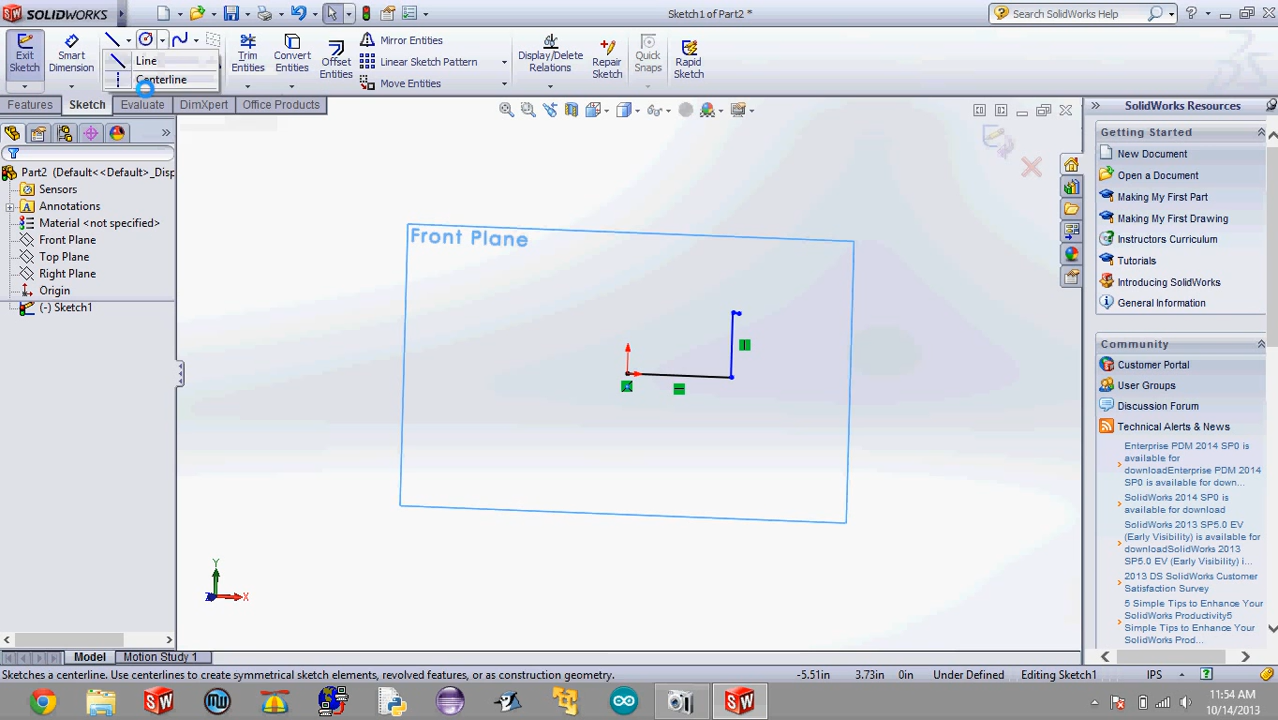 SOLIDWORKS
Sketch1 of Part2 *
Search SolidWorks Help
Exit Sketch
Smart Dimension
Line
Centerline
Trim Entities
Convert Entities
Offset Entities
Mirror Entities
Linear Sketch Pattern
Move Entities
Display/Delete Relations
Repair Sketch
Quick Snaps
Rapid Sketch
Features
Sketch
Evaluate
DimXpert
Office Products
Part2 (Default<<Default>_Disp
Sensors
Annotations
Material <not specified>
Front Plane
Top Plane
Right Plane
Origin
(-) Sketch1
Front Plane
Y
X
Z
SolidWorks Resources
Getting Started
New Document
Open a Document
Making My First Part
Making My First Drawing
Instructors Curriculum
Tutorials
Introducing SolidWorks
General Information
Community
Customer Portal
User Groups
Discussion Forum
Technical Alerts & News
Enterprise PDM 2014 SP0 is
available for
downloadEnterprise PDM 2014
SP0 is available for down...
SolidWorks 2014 SP0 is
available for download
SolidWorks 2013 SP5.0 EV
(Early Visibility) is available for
downloadSolidWorks 2013
SP5.0 EV (Early Visibility) i...
2013 DS SolidWorks Customer
Satisfaction Survey
5 Simple Tips to Enhance Your
SolidWorks Productivity5
Simple Tips to Enhance Your
SolidWorks Prod...
Model
Motion Study 1
Sketches a centerline. Use centerlines to create symmetrical sketch elements, revolved features, or as construction geometry.
-5.51in
3.73in
0in
Under Defined
Editing Sketch1
IPS
11:54 AM
10/14/2013